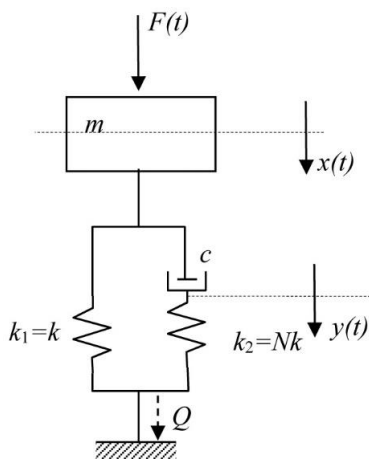 F(t)
m
x(t)
c
k₁=k
k₂=Nk
y(t)
Q